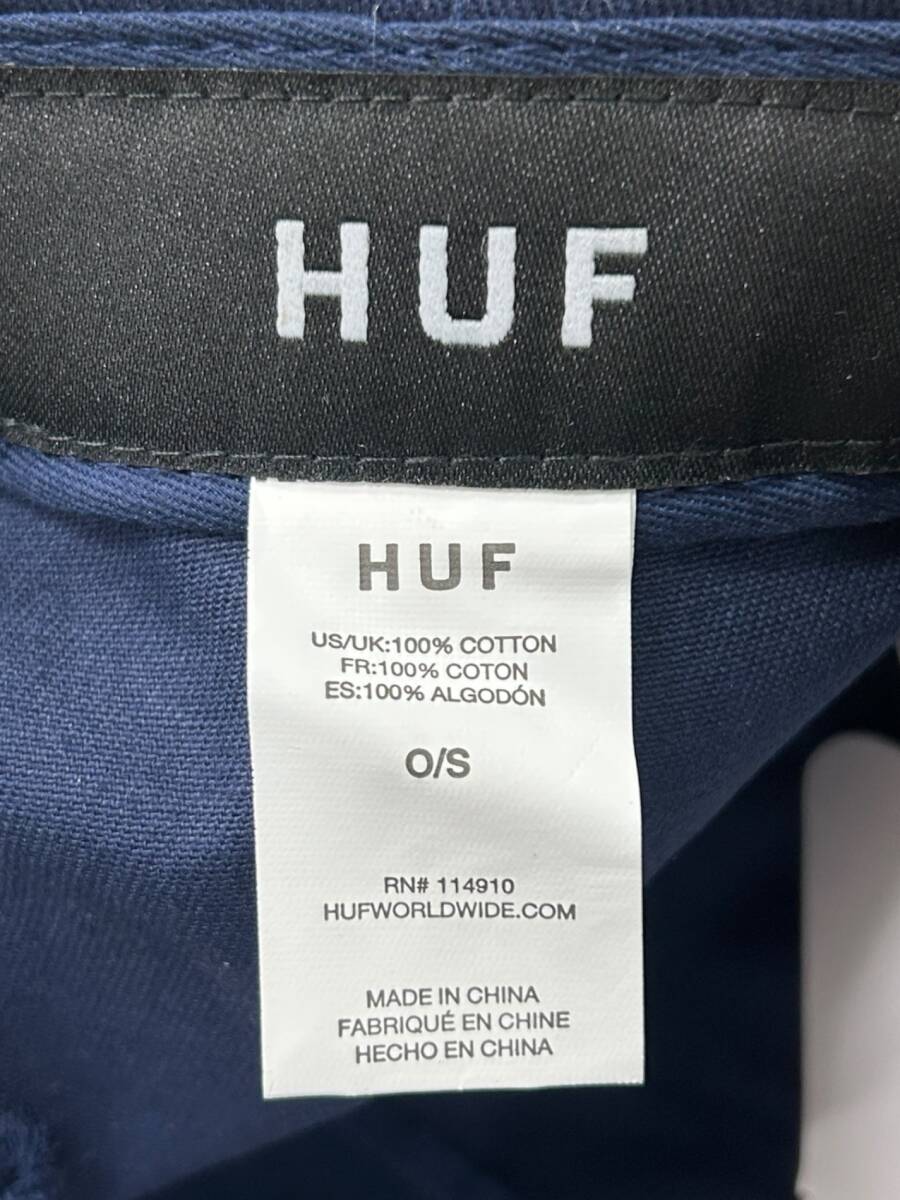 HUF
HUF
US/UK:100% COTTON
FR:100% COTON
ES:100% ALGODÓN
O/S
RN# 114910
HUFWORLDWIDE.COM
MADE IN CHINA
FABRIQUÉ EN CHINE
HECHO EN CHINA